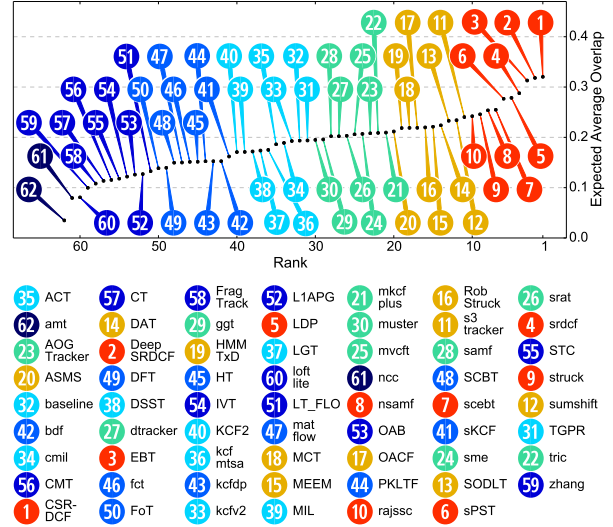 22 17 14 3 2 1
0.4
51 47 44 40 35 32 28 25 19 13 6 4
0.3
56 54 50 46 41 39 33 31 27 23 18
59 57 55 53 48 45
0.2
61 58 10 8 5
62 38 34 30 26 21 16 14 9 7
0.1
60 52 49 43 42 37 36 29 24 20 15 12
0.0
Expected Average Overlap
60 50 40 30 20 10 1
Rank
35 ACT
57 CT
58 Frag
Track
52 L1APG
21 mkcf
plus
16 Rob
Struck
26 srat
62 amt
14 DAT
29 ggt
5 LDP
30 muster
11 s3
tracker
4 srdcf
23 AOG
Tracker
2 Deep
SRDCF
19 HMM
TxD
37 LGT
25 mvcft
28 samf
55 STC
20 ASMS
49 DFT
45 HT
60 loft
lite
61 ncc
48 SCBT
9 struck
32 baseline
38 DSST
54 IVT
51 LT_FLO
8 nsamf
7 scebt
12 sumshift
42 bdf
27 dtracker
40 KCF2
47 mat
flow
53 OAB
41 sKCF
31 TGPR
34 cmil
3 EBT
36 kcf
mtsa
18 MCT
17 OACF
24 sme
22 tric
56 CMT
46 fct
43 kcfdp
15 MEEM
44 PKLTF
13 SODLT
59 zhang
1 CSR-
DCF
50 FoT
33 kcfv2
39 MIL
10 rajssc
6 sPST